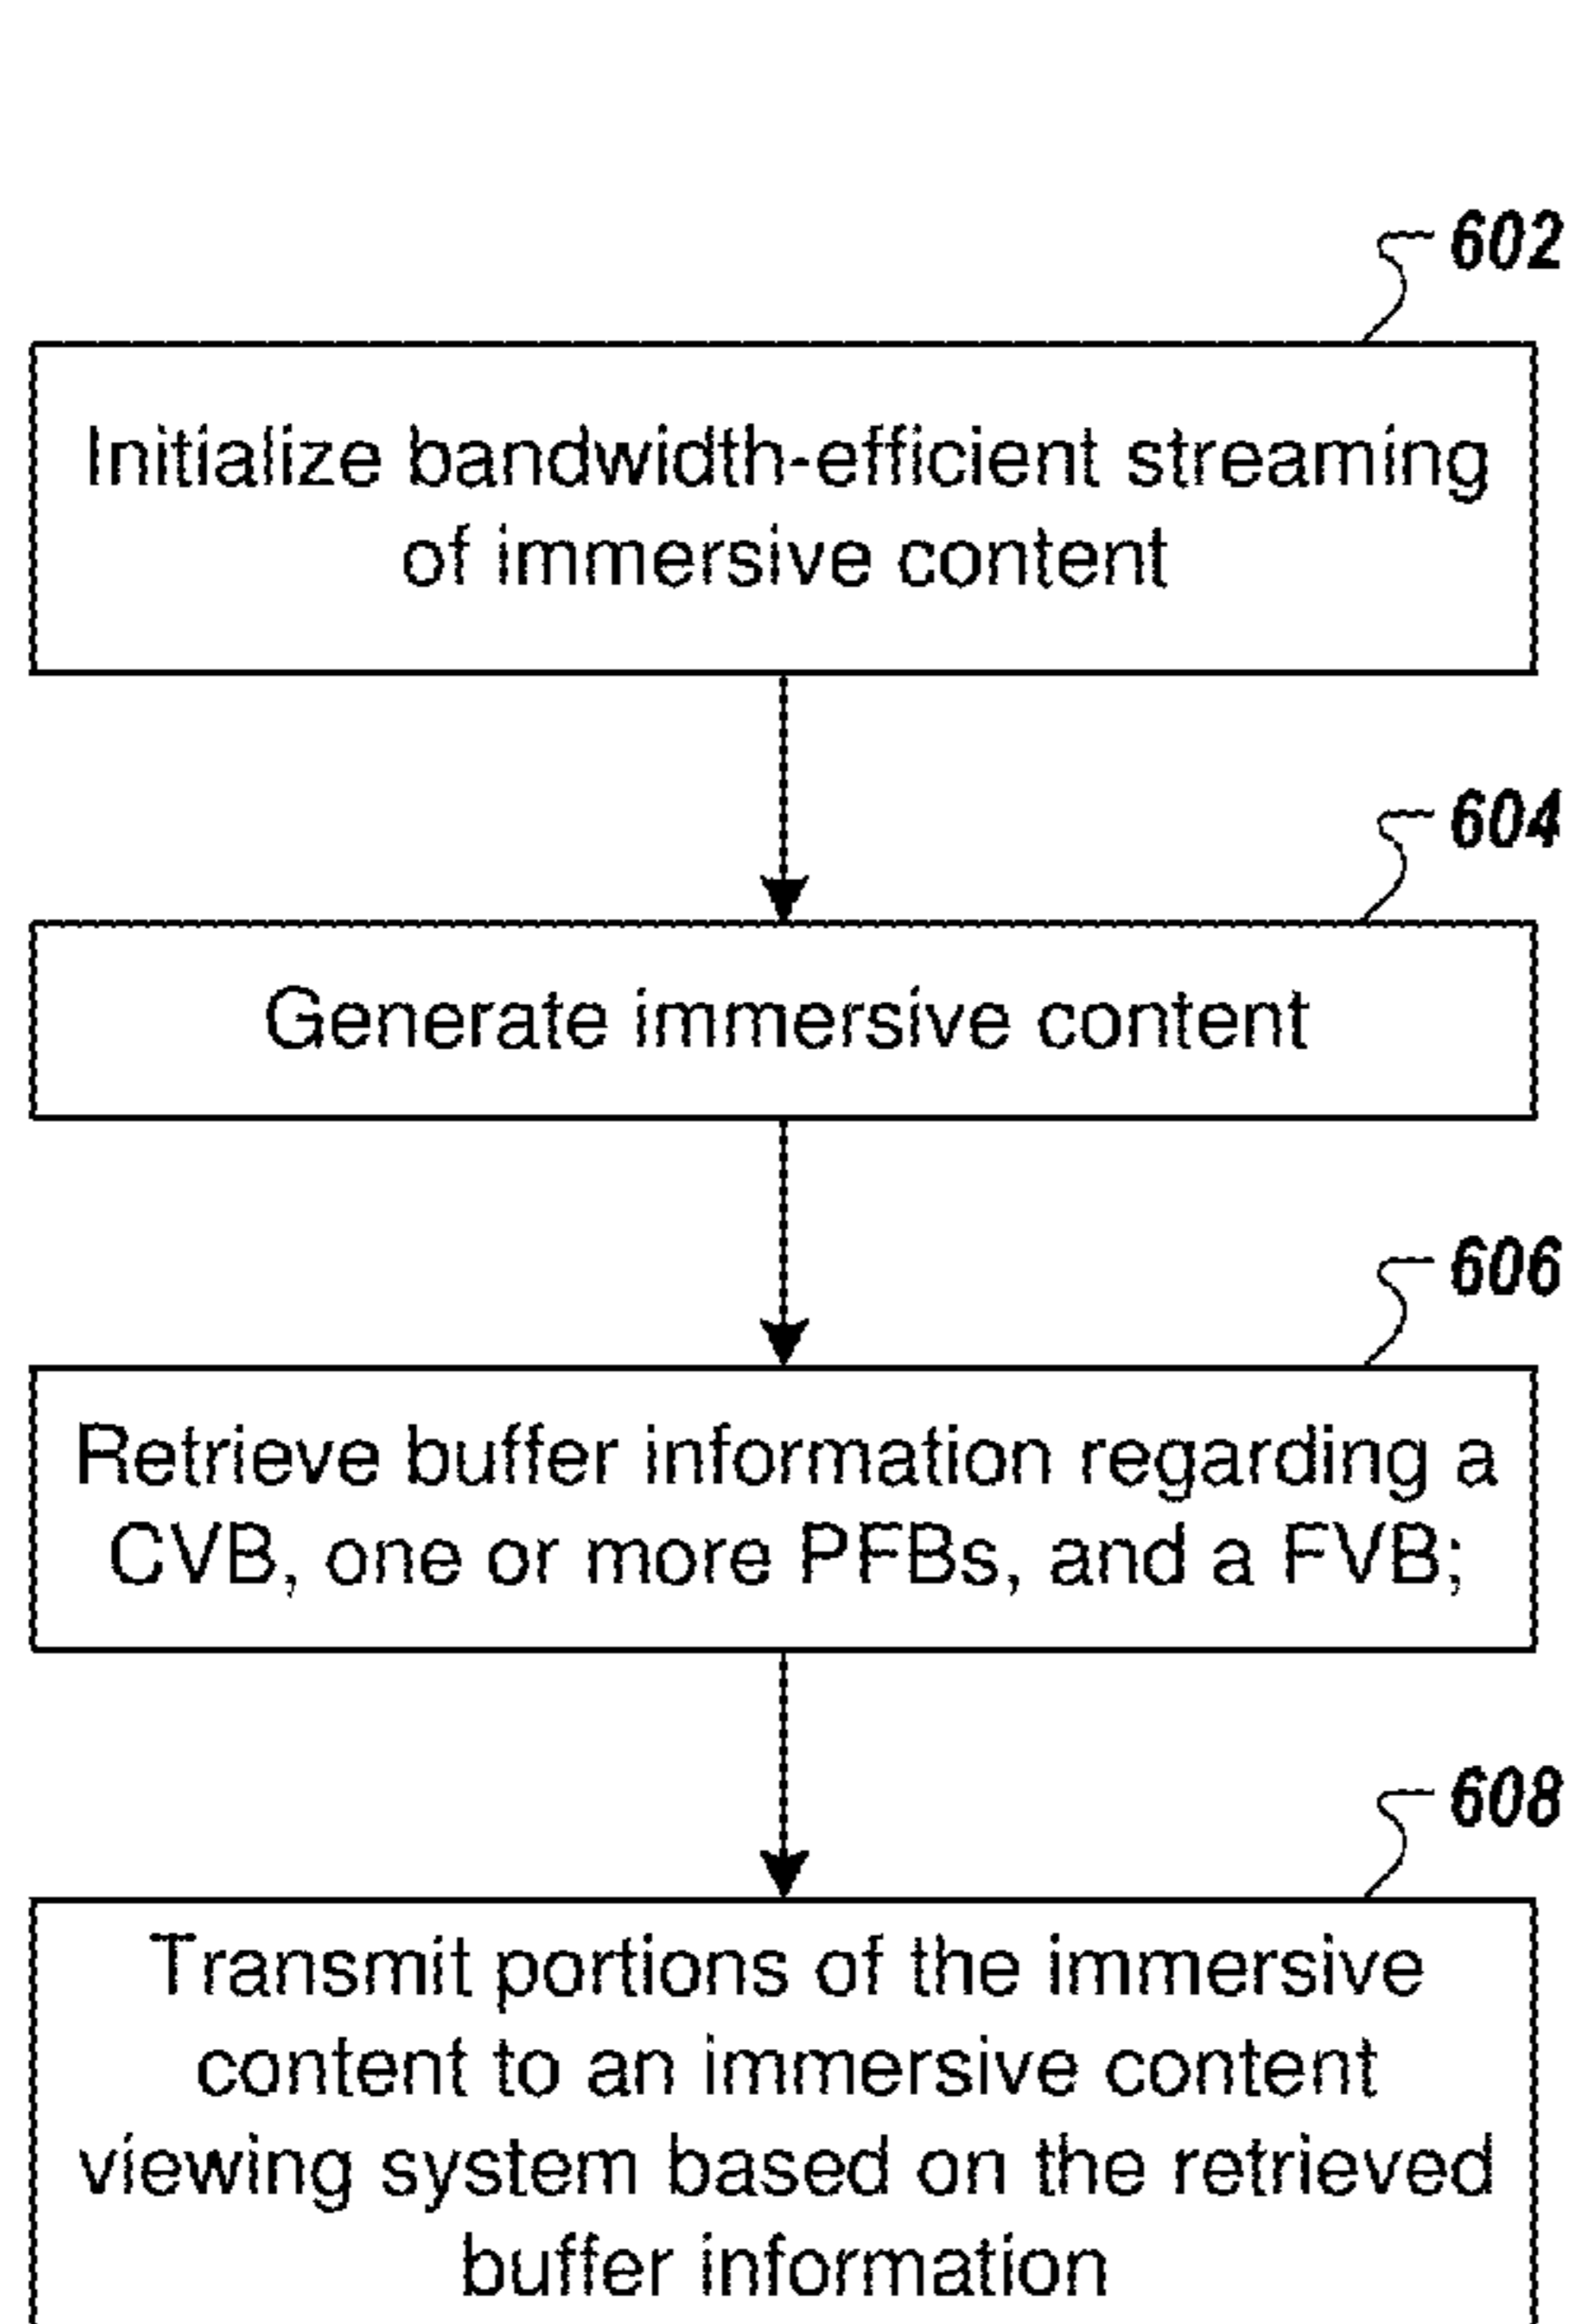 602
Initialize bandwidth-efficient streaming
of immersive content
604
Generate immersive content
606
Retrieve buffer information regarding a
CVB, one or more PFBs, and a FVB;
608
Transmit portions of the immersive
content to an immersive content
viewing system based on the retrieved
buffer information